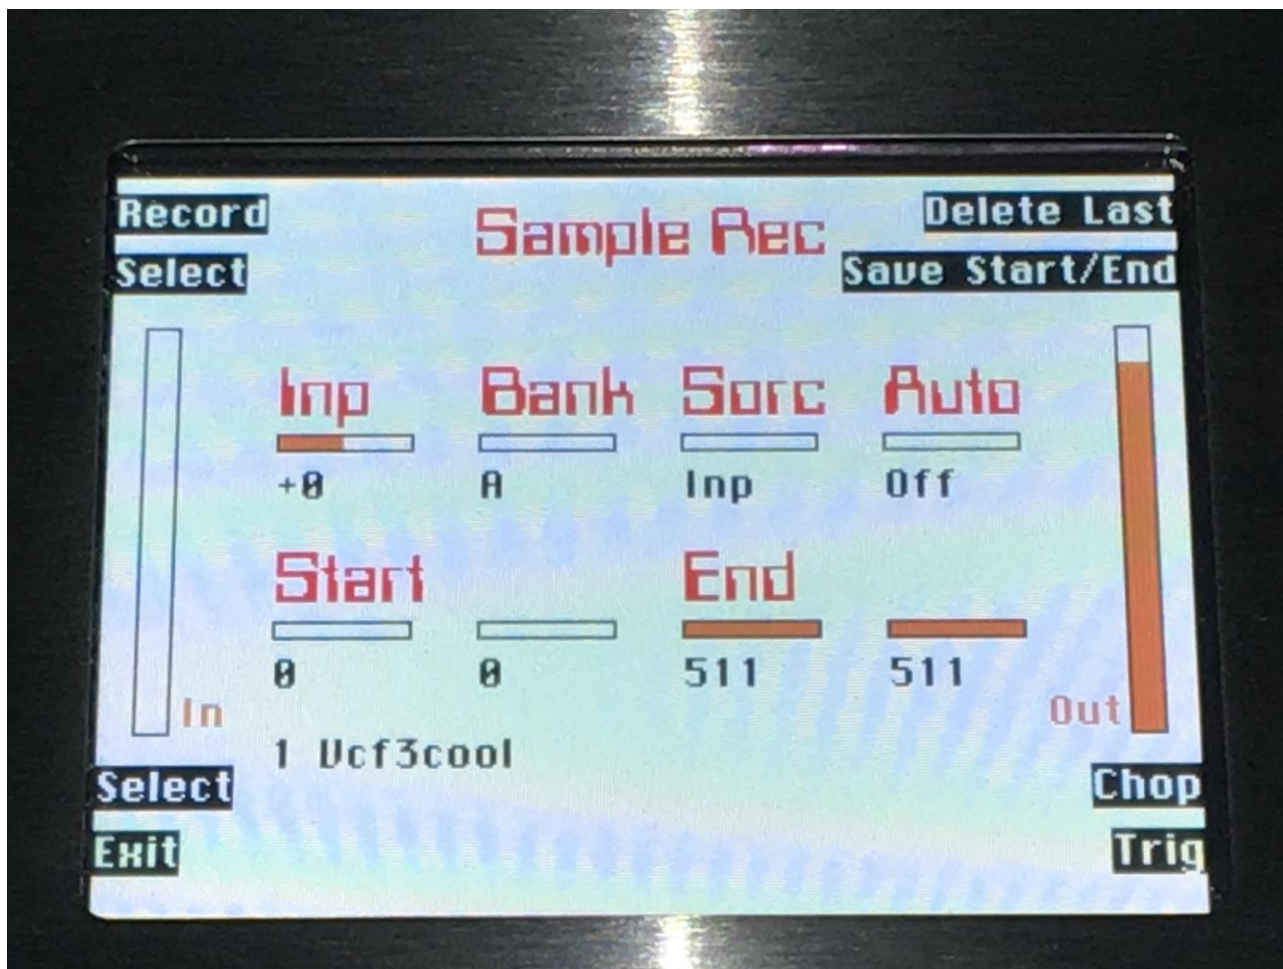 Record
Sample Rec
Delete Last
Select
Save Start/End
Inp Bank Sorc Auto
+0 A Inp Off
Start End
0 0 511 511
In
Out
1 Vcf3cool
Select
Chop
Exit
Trig